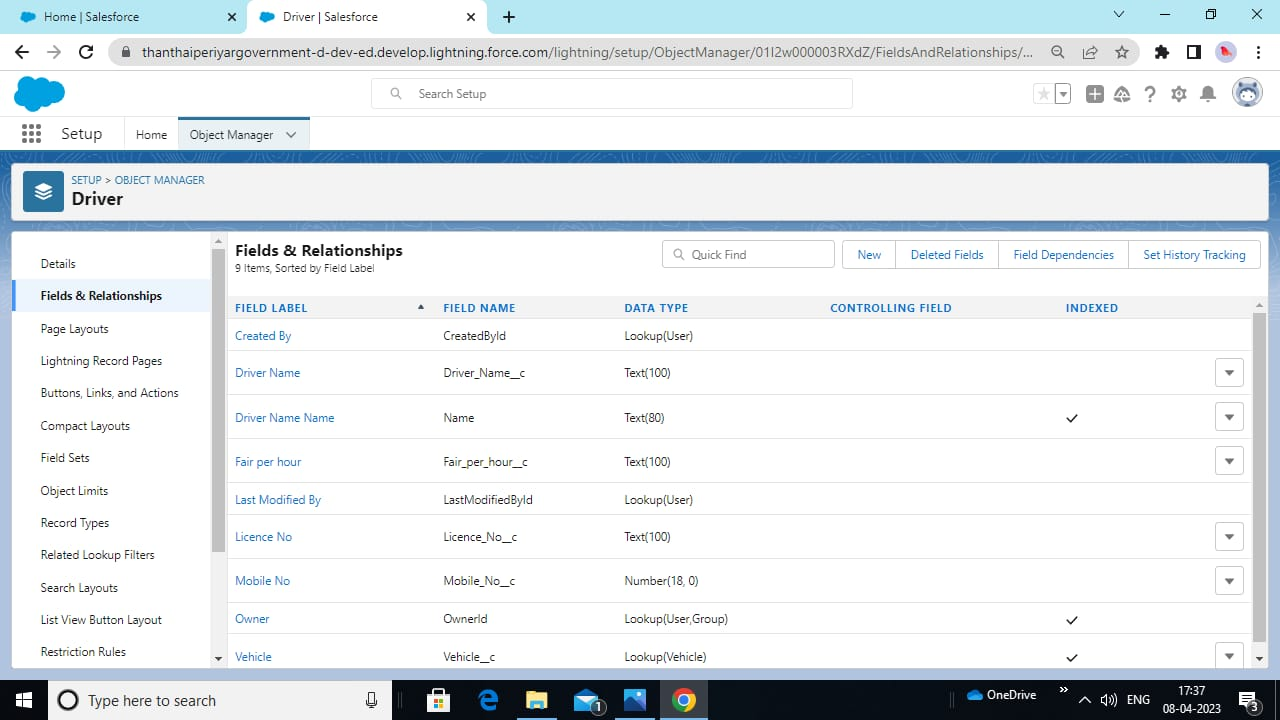 Home | Salesforce
Driver | Salesforce
thanthaiperiyargovernment-d-dev-ed.develop.lightning.force.com/lightning/setup/ObjectManager/01I2w000003RXdZ/FieldsAndRelationships/...
Search Setup
Setup
Home
Object Manager
SETUP > OBJECT MANAGER
Driver
Details
Fields & Relationships
Page Layouts
Lightning Record Pages
Buttons, Links, and Actions
Compact Layouts
Field Sets
Object Limits
Record Types
Related Lookup Filters
Search Layouts
List View Button Layout
Restriction Rules
Fields & Relationships
9 Items, Sorted by Field Label
Quick Find
New
Deleted Fields
Field Dependencies
Set History Tracking
FIELD LABEL FIELD NAME DATA TYPE CONTROLLING FIELD INDEXED
Created By CreatedById Lookup(User)
Driver Name Driver_Name__c Text(100)
Driver Name Name Name Text(80)
Fair per hour Fair_per_hour__c Text(100)
Last Modified By LastModifiedById Lookup(User)
Licence No Licence_No__c Text(100)
Mobile No Mobile_No__c Number(18, 0)
Owner OwnerId Lookup(User,Group)
Vehicle Vehicle__c Lookup(Vehicle)
Type here to search
1
OneDrive
ENG
17:37
08-04-2023
3